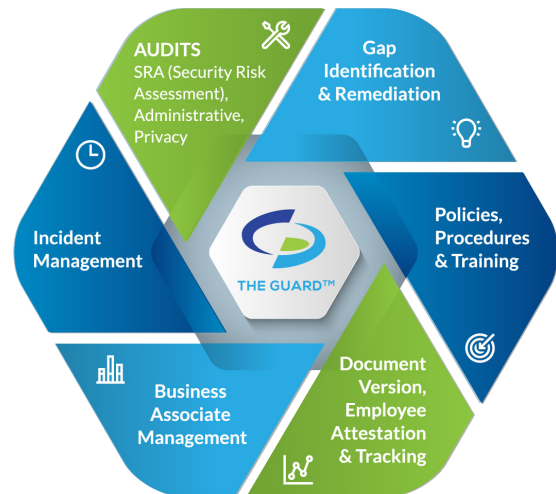 AUDITS
SRA (Security Risk
Assessment),
Administrative,
Privacy
Gap
Identification
& Remediation
Policies,
Procedures
& Training
Document
Version,
Employee
Attestation
& Tracking
Business
Associate
Management
Incident
Management
THE GUARD™